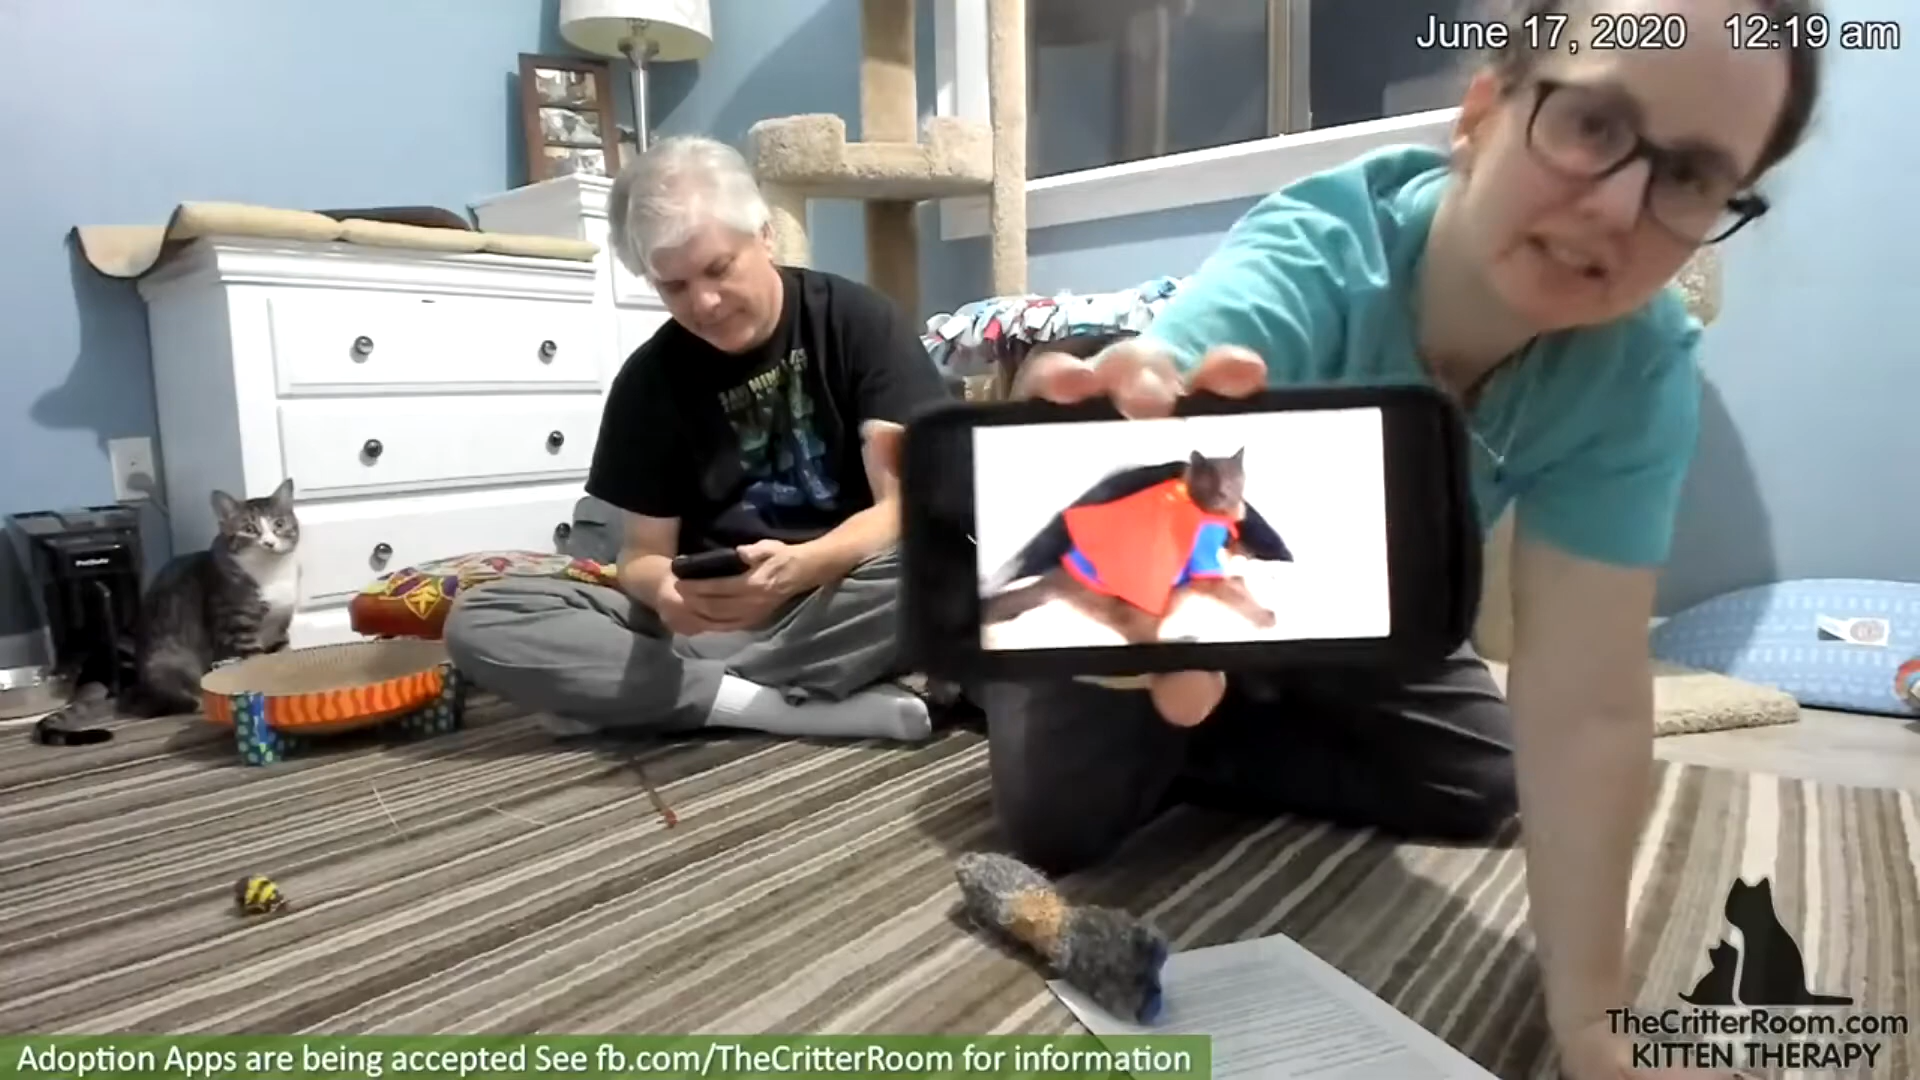 June 17, 2020 12:19 am
PetSafe
TheCritterRoom.com
KITTEN THERAPY
Adoption Apps are being accepted See fb.com/TheCritterRoom for information